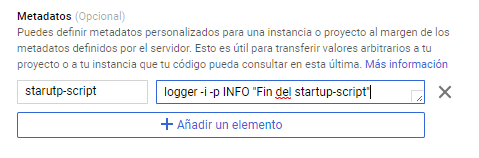 Metadatos (Opcional)
Puedes definir metadatos personalizados para una instancia o proyecto al margen de los
metadatos definidos por el servidor. Esto es útil para transferir valores arbitrarios a tu
proyecto o a tu instancia que tu código pueda consultar en esta última. Más información
starutp-script logger -i -p INFO "Fin del startup-script"
Añadir un elemento